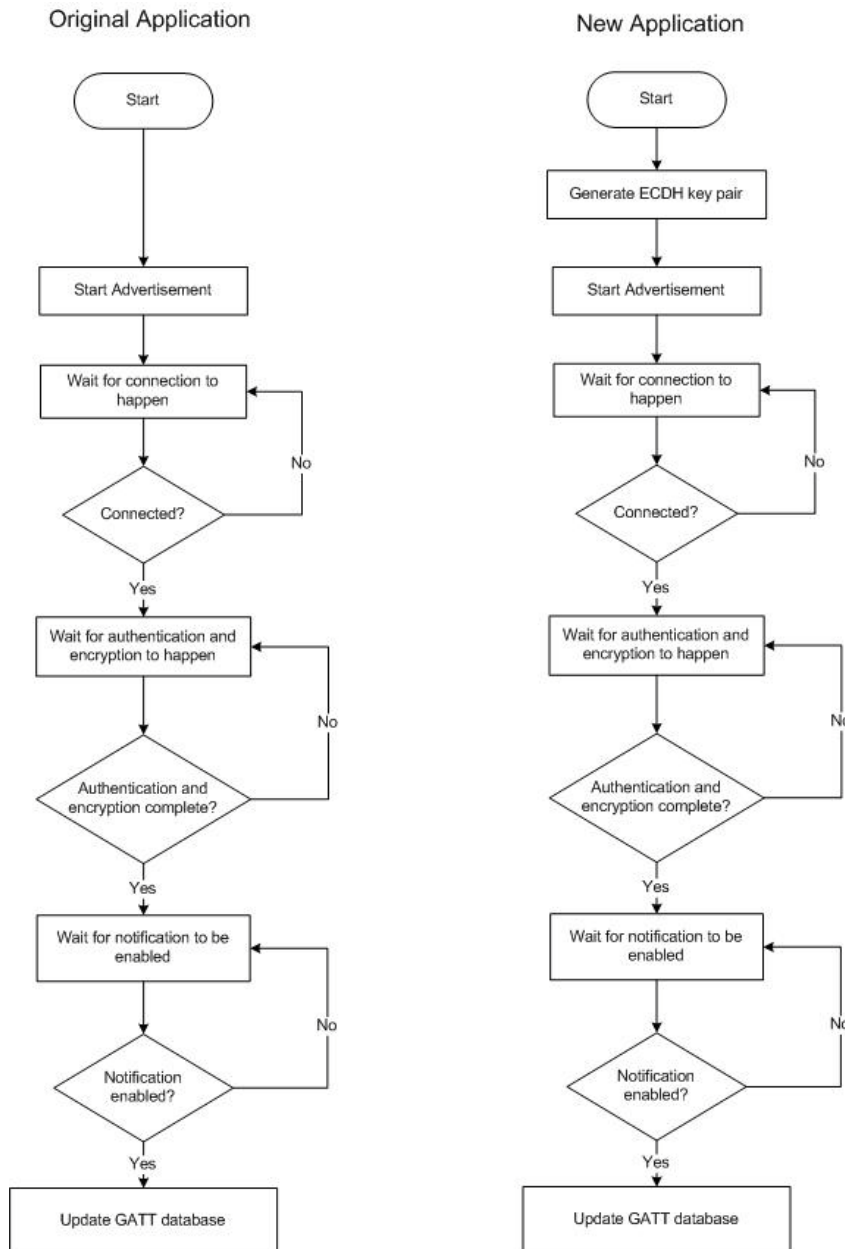 Original Application
Start
Start Advertisement
Wait for connection to
happen
No
Connected?
Yes
Wait for authentication and
encryption to happen
No
Authentication and
encryption complete?
Yes
Wait for notification to be
enabled
No
Notification
enabled?
Yes
Update GATT database
New Application
Start
Generate ECDH key pair
Start Advertisement
Wait for connection to
happen
No
Connected?
Yes
Wait for authentication and
encryption to happen
No
Authentication and
encryption complete?
Yes
Wait for notification to be
enabled
No
Notification
enabled?
Yes
Update GATT database